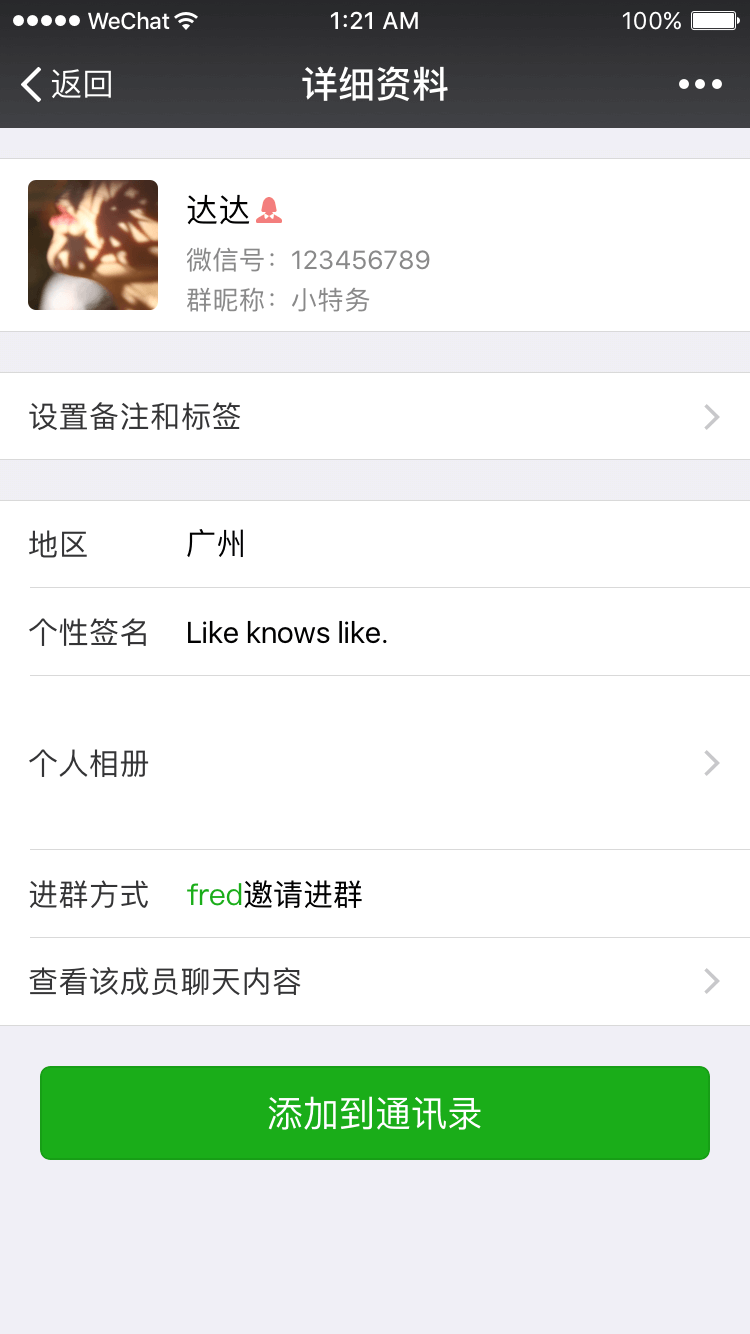 WeChat 1:21 AM 100%
返回 详细资料
达达
微信号：123456789
群昵称：小特务
设置备注和标签
地区 广州
个性签名 Like knows like.
个人相册
进群方式 fred邀请进群
查看该成员聊天内容
添加到通讯录